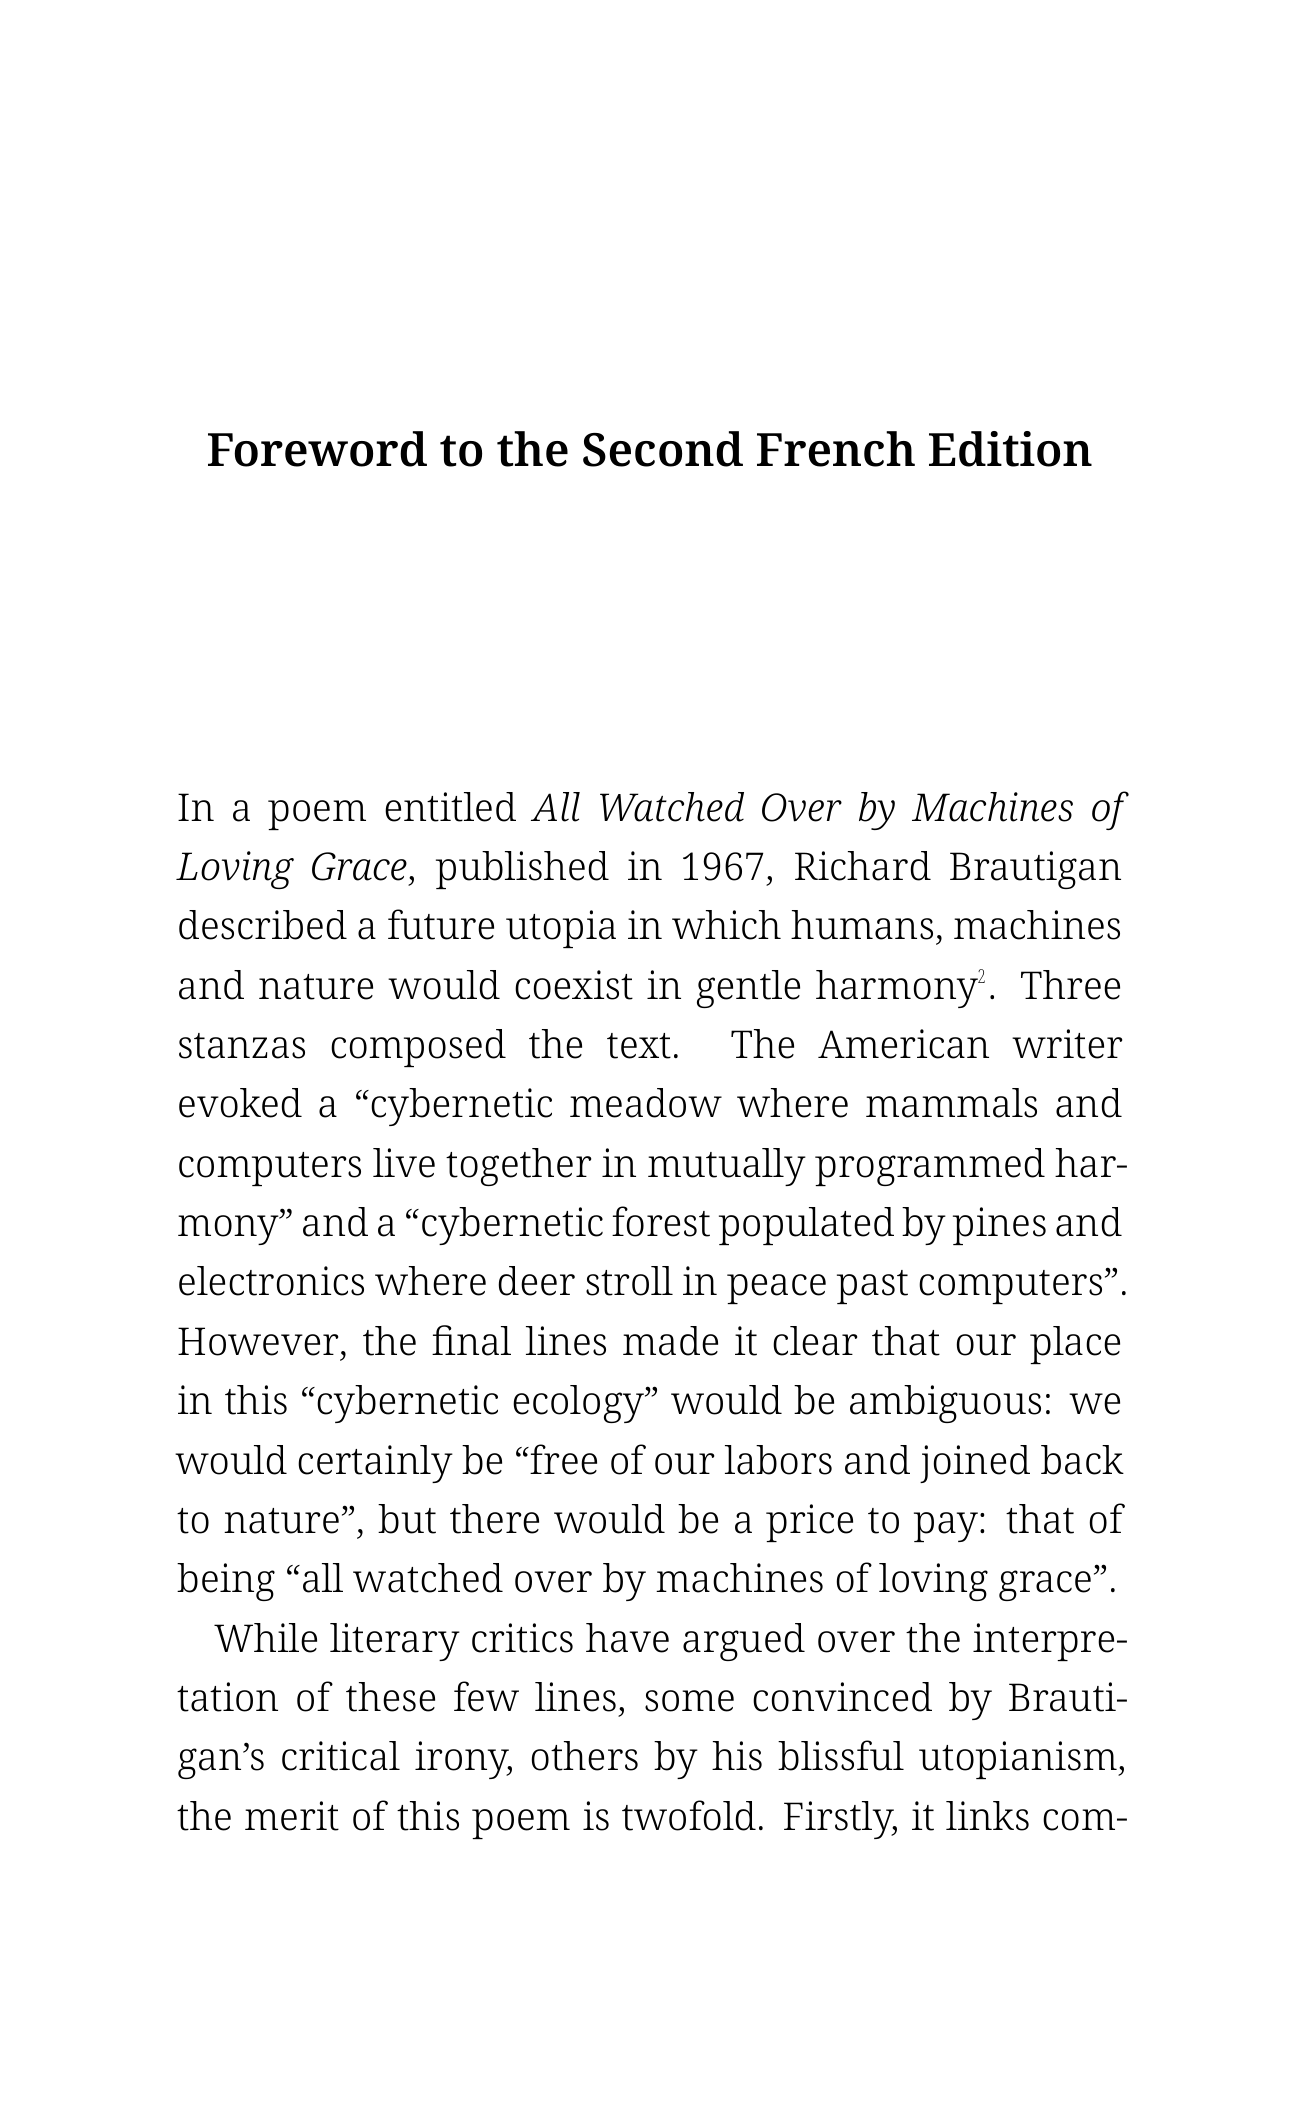 Foreword to the Second French Edition
In a poem entitled All Watched Over by Machines of
Loving Grace, published in 1967, Richard Brautigan
described a future utopia in which humans, machines
and nature would coexist in gentle harmony². Three
stanzas composed the text. The American writer
evoked a “cybernetic meadow where mammals and
computers live together in mutually programmed har-
mony” and a “cybernetic forest populated by pines and
electronics where deer stroll in peace past computers”.
However, the final lines made it clear that our place
in this “cybernetic ecology” would be ambiguous: we
would certainly be “free of our labors and joined back
to nature”, but there would be a price to pay: that of
being “all watched over by machines of loving grace”.
While literary critics have argued over the interpre-
tation of these few lines, some convinced by Brauti-
gan’s critical irony, others by his blissful utopianism,
the merit of this poem is twofold. Firstly, it links com-